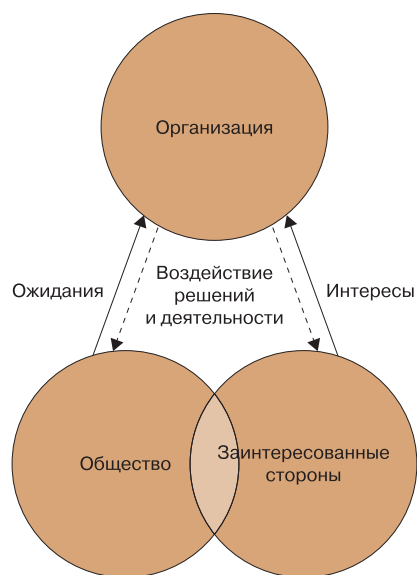 Организация
Ожидания
Воздействие
решений
и деятельности
Интересы
Общество
Заинтересованные
стороны